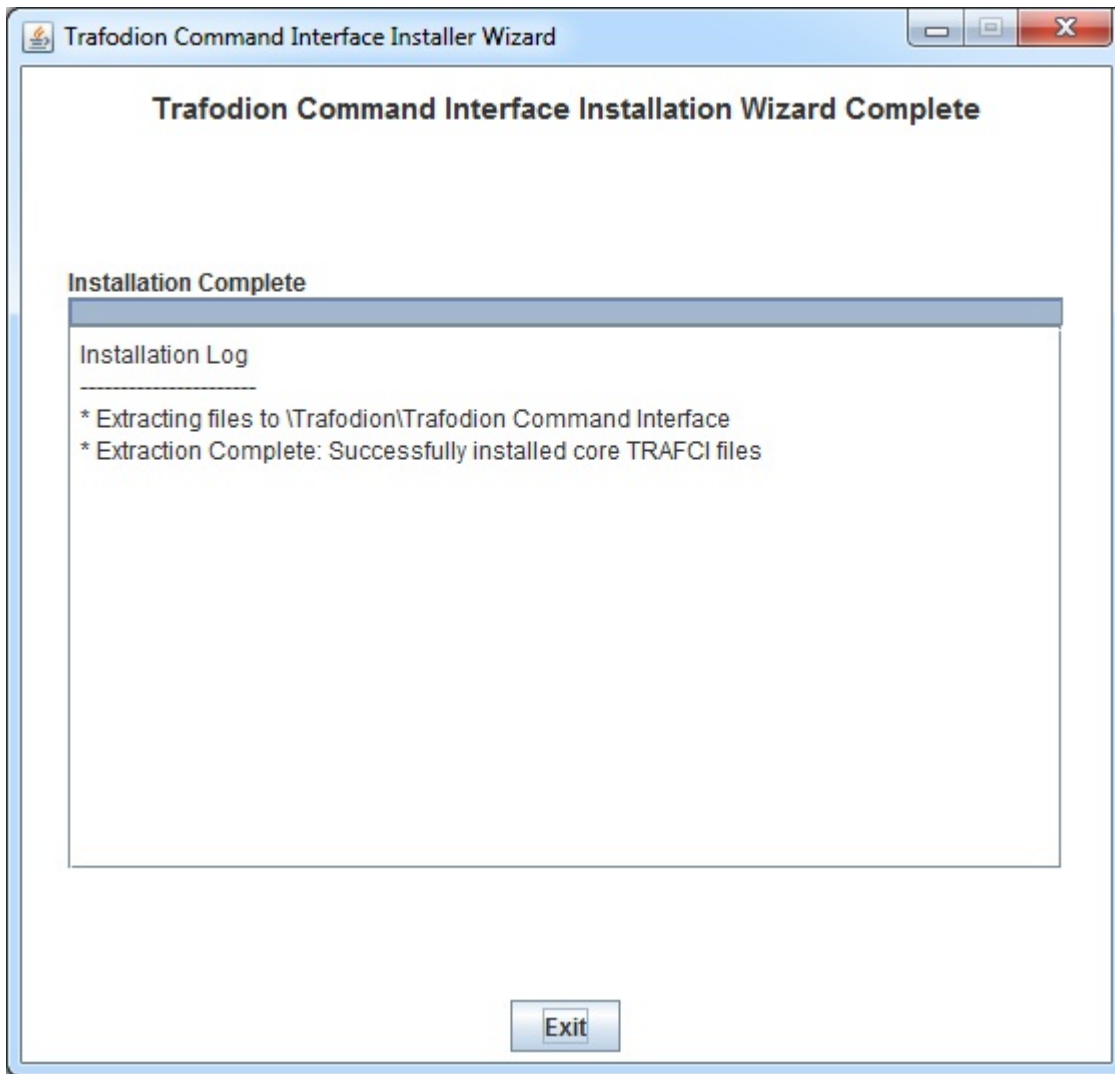 Trafodion Command Interface Installer Wizard
Trafodion Command Interface Installation Wizard Complete
Installation Complete
Installation Log
----------------------
* Extracting files to \Trafodion\Trafodion Command Interface
* Extraction Complete: Successfully installed core TRAFCI files
Exit